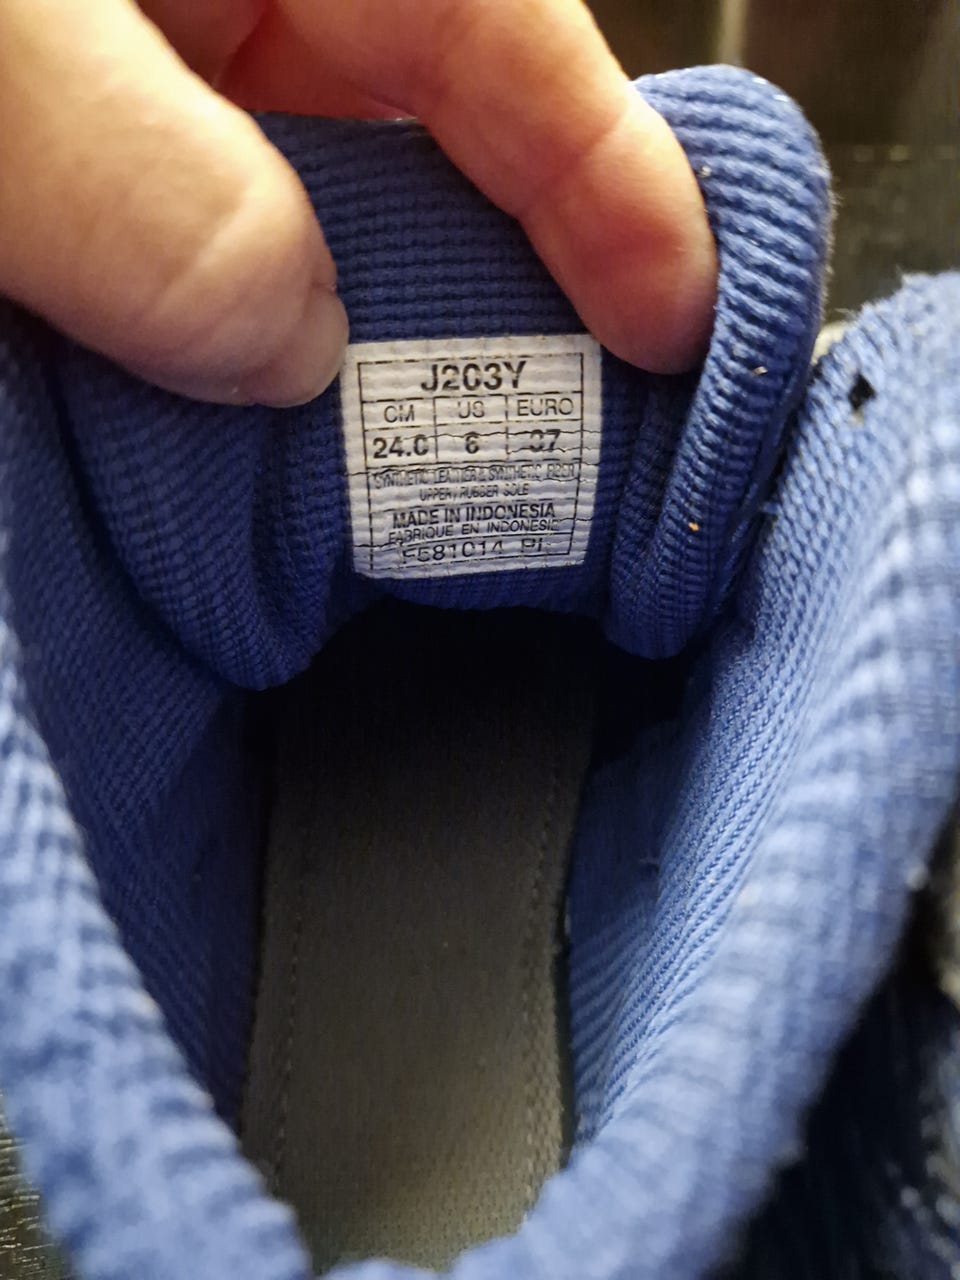 J203Y
CM US EURO
24.0 6 37
SYNTHETIC LEATHER & SYNTHETIC FIBER
UPPER / RUBBER SOLE
MADE IN INDONESIA
FABRIQUE EN INDONESIE